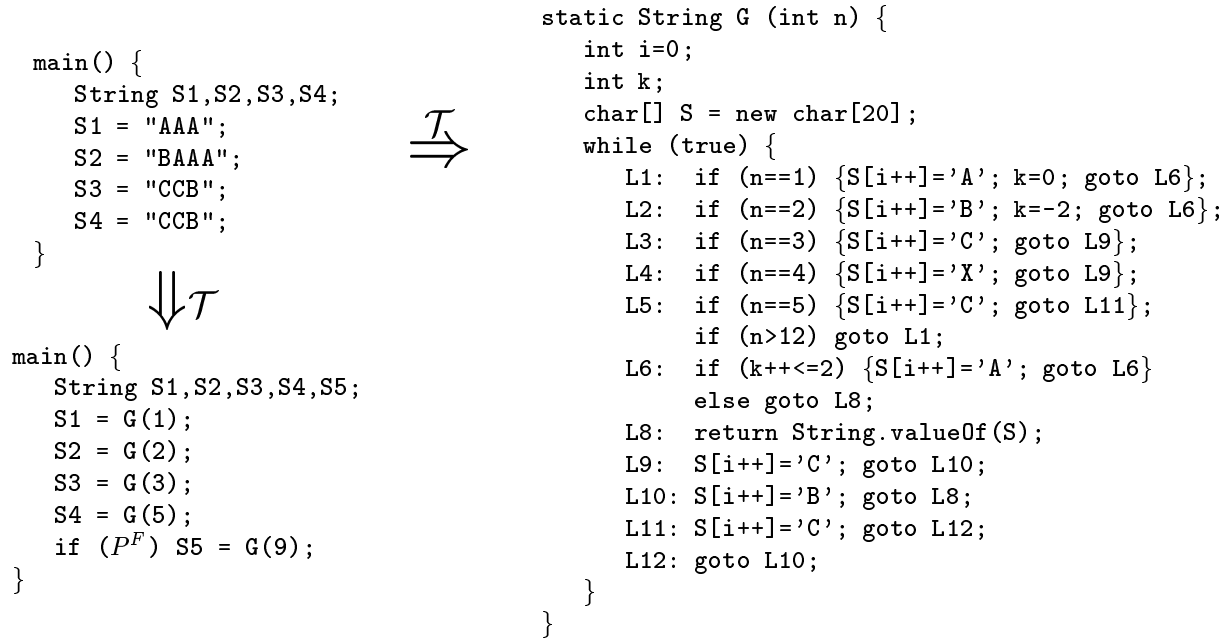 main() {
String S1,S2,S3,S4;
S1 = "AAA";
S2 = "BAAA";
S3 = "CCB";
S4 = "CCB";
}
𝒯
⇒
⇓𝒯
main() {
String S1,S2,S3,S4,S5;
S1 = G(1);
S2 = G(2);
S3 = G(3);
S4 = G(5);
if (P^F) S5 = G(9);
}
static String G (int n) {
int i=0;
int k;
char[] S = new char[20];
while (true) {
L1: if (n==1) {S[i++]='A'; k=0; goto L6};
L2: if (n==2) {S[i++]='B'; k=-2; goto L6};
L3: if (n==3) {S[i++]='C'; goto L9};
L4: if (n==4) {S[i++]='X'; goto L9};
L5: if (n==5) {S[i++]='C'; goto L11};
if (n>12) goto L1;
L6: if (k++<=2) {S[i++]='A'; goto L6}
else goto L8;
L8: return String.valueOf(S);
L9: S[i++]='C'; goto L10;
L10: S[i++]='B'; goto L8;
L11: S[i++]='C'; goto L12;
L12: goto L10;
}
}